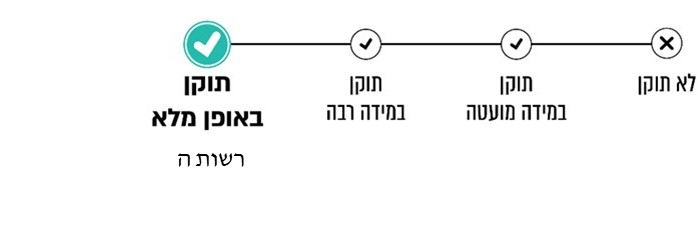 לא תוקן
תוקן
במידה מועטה
תוקן
במידה רבה
תוקן
באופן מלא
רשות ה